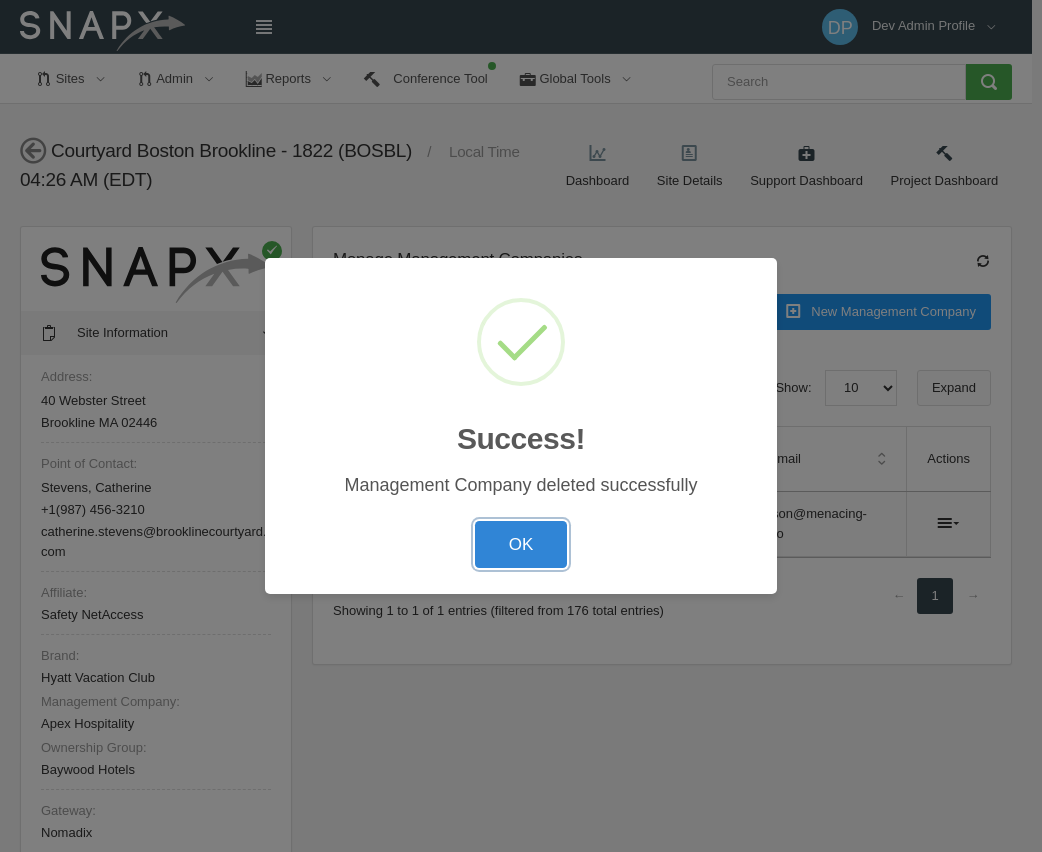 SNAPX
DP
Dev Admin Profile
Sites
Admin
Reports
Conference Tool
Global Tools
Search
Courtyard Boston Brookline - 1822 (BOSBL) / Local Time
04:26 AM (EDT)
Dashboard
Site Details
Support Dashboard
Project Dashboard
SNAPX
Site Information
Address:
40 Webster Street
Brookline MA 02446
Point of Contact:
Stevens, Catherine
+1(987) 456-3210
catherine.stevens@brooklinecourtyard.
com
Affiliate:
Safety NetAccess
Brand:
Hyatt Vacation Club
Management Company:
Apex Hospitality
Ownership Group:
Baywood Hotels
Gateway:
Nomadix
Manage Management Companies
New Management Company
Show:
10
Expand
mail
Actions
son@menacing-
o
Success!
Management Company deleted successfully
OK
Showing 1 to 1 of 1 entries (filtered from 176 total entries)
← 1 →